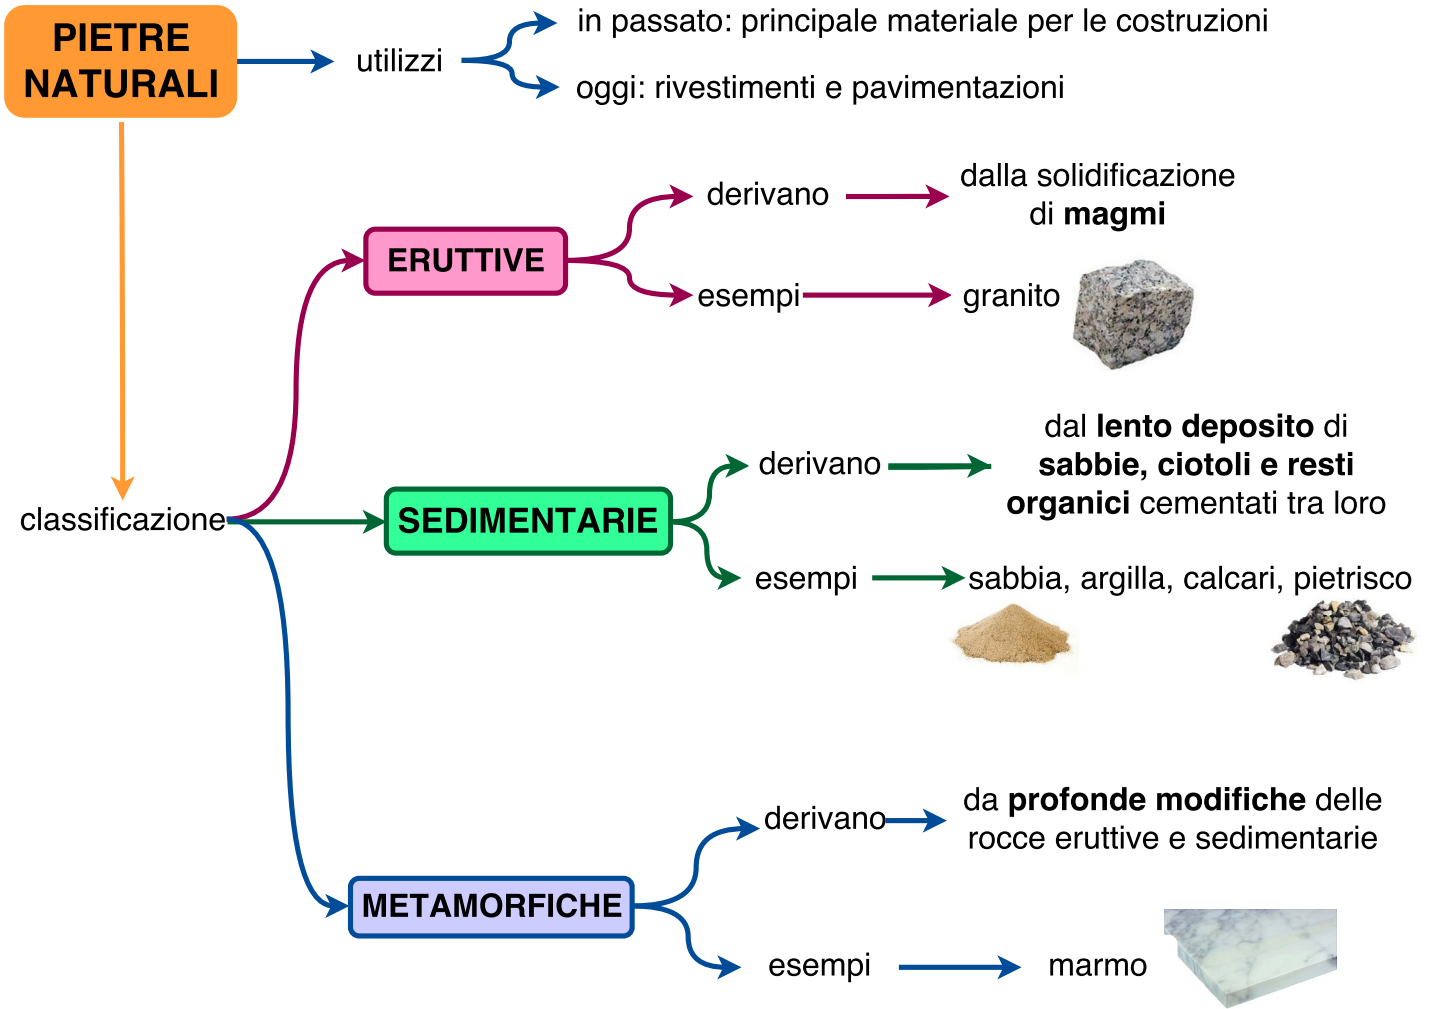 PIETRE
NATURALI
utilizzi
in passato: principale materiale per le costruzioni
oggi: rivestimenti e pavimentazioni
classificazione
ERUTTIVE
derivano
dalla solidificazione
di magmi
esempi
granito
SEDIMENTARIE
derivano
dal lento deposito di
sabbie, ciotoli e resti
organici cementati tra loro
esempi
sabbia, argilla, calcari, pietrisco
METAMORFICHE
derivano
da profonde modifiche delle
rocce eruttive e sedimentarie
esempi
marmo